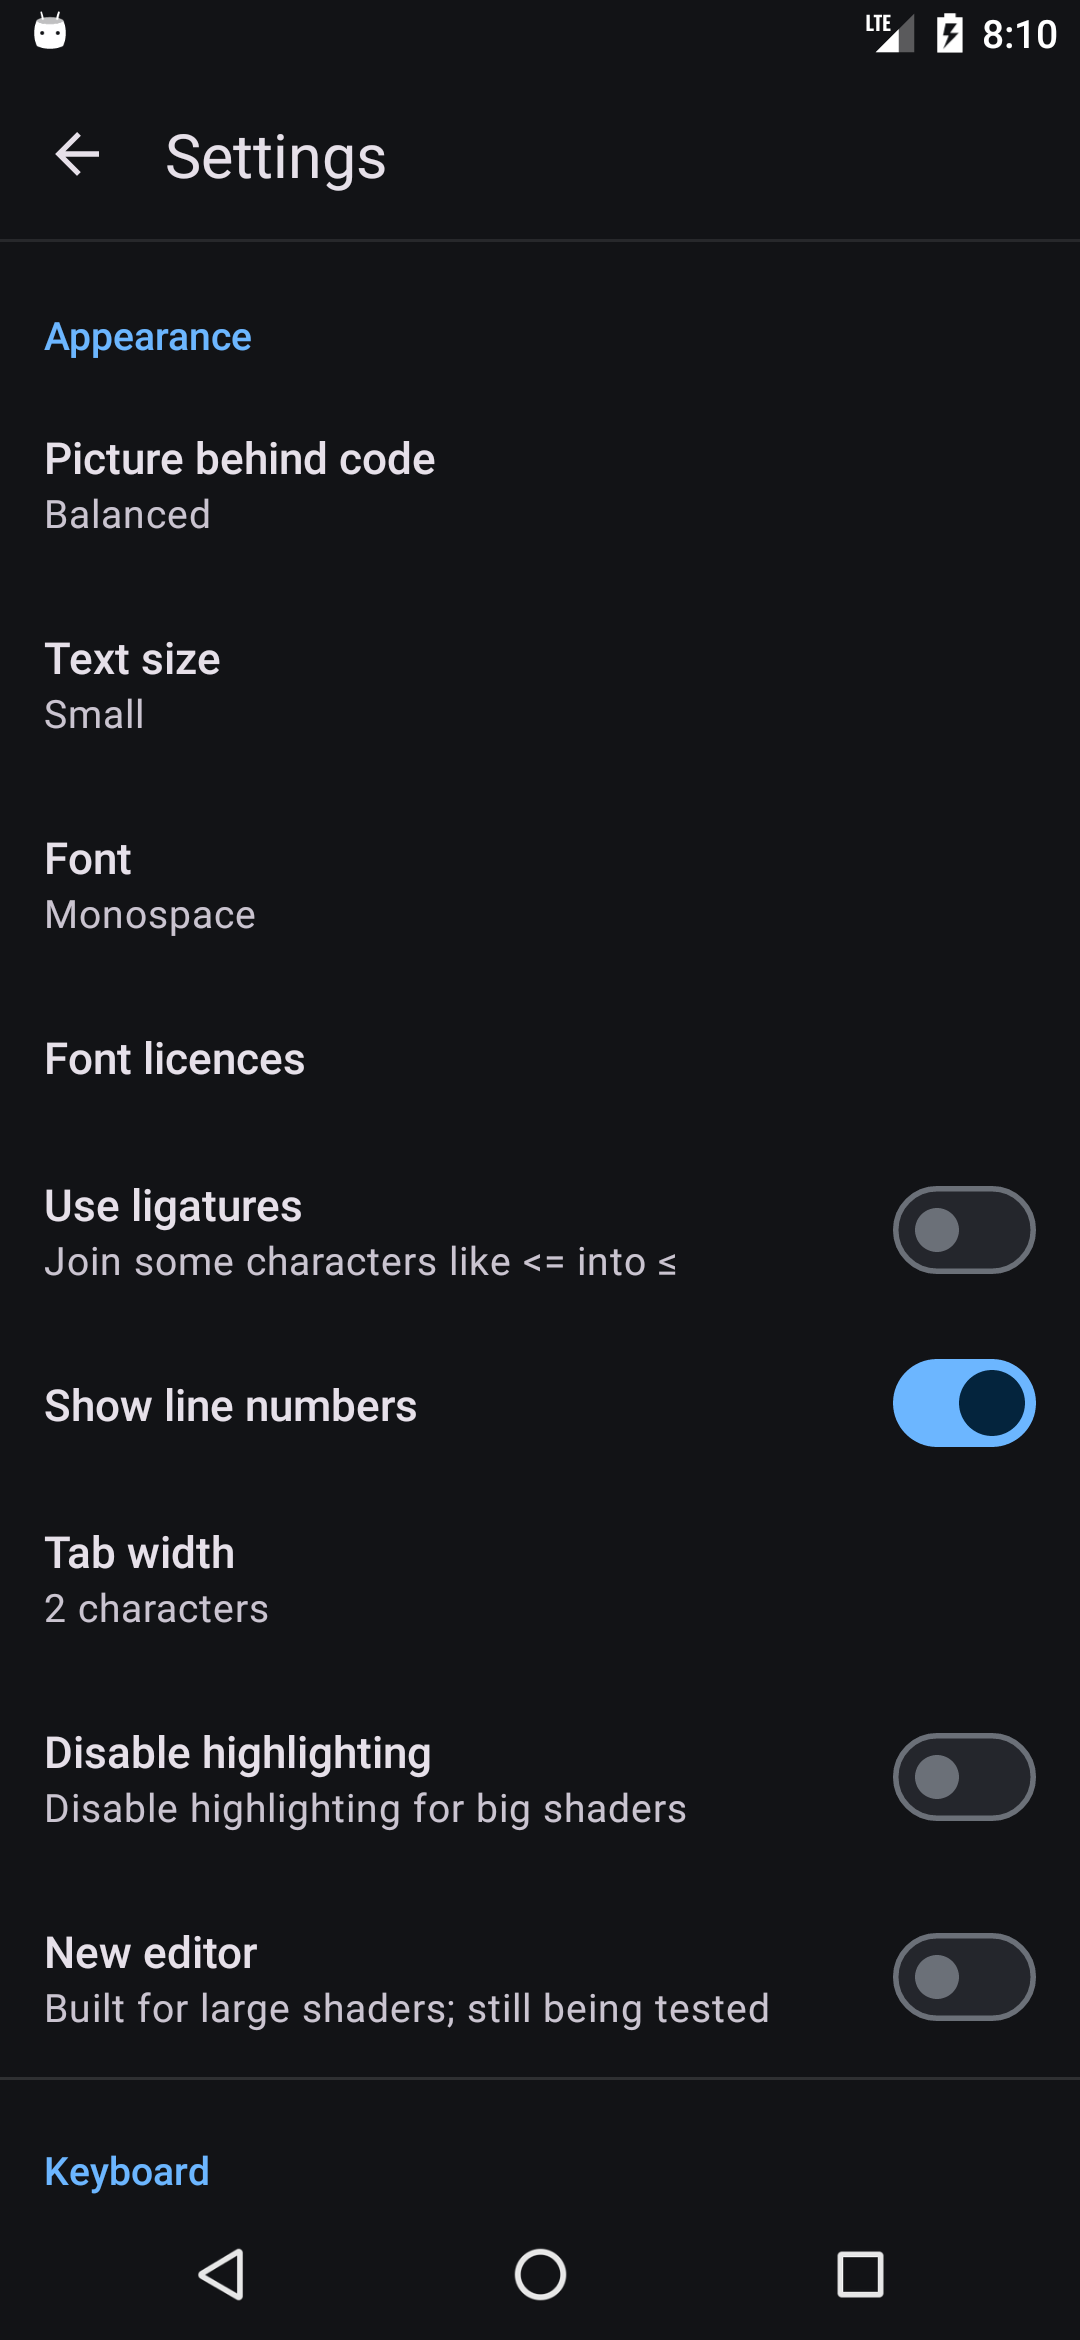 LTE 8:10
Settings
Appearance
Picture behind code
Balanced
Text size
Small
Font
Monospace
Font licences
Use ligatures
Join some characters like <= into ≤
Show line numbers
Tab width
2 characters
Disable highlighting
Disable highlighting for big shaders
New editor
Built for large shaders; still being tested
Keyboard